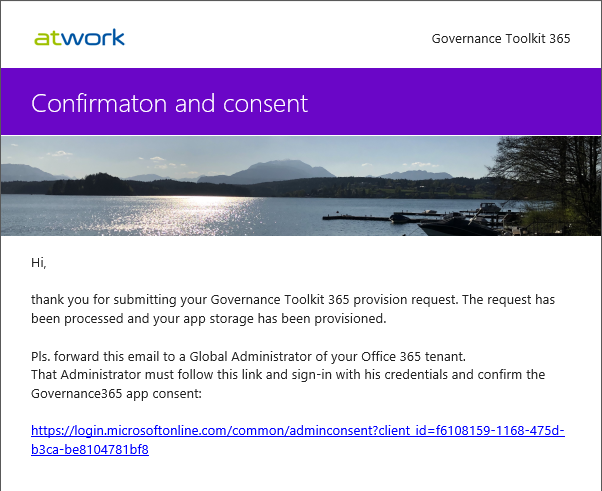 atwork
Governance Toolkit 365
Confirmaton and consent
Hi,
thank you for submitting your Governance Toolkit 365 provision request. The request has
been processed and your app storage has been provisioned.
Pls. forward this email to a Global Administrator of your Office 365 tenant.
That Administrator must follow this link and sign-in with his credentials and confirm the
Governance365 app consent:
https://login.microsoftonline.com/common/adminconsent?client_id=f6108159-1168-475d-
b3ca-be8104781bf8